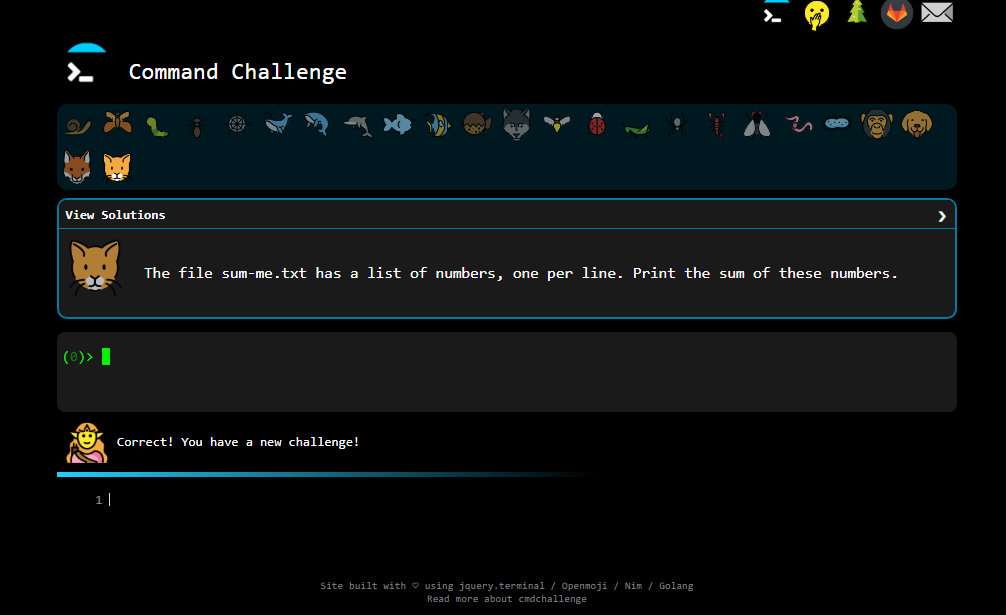 Command Challenge
View Solutions
The file sum-me.txt has a list of numbers, one per line. Print the sum of these numbers.
(0)>
Correct! You have a new challenge!
1
Site built with ♡ using jquery.terminal / Openmoji / Nim / Golang
Read more about cmdchallenge